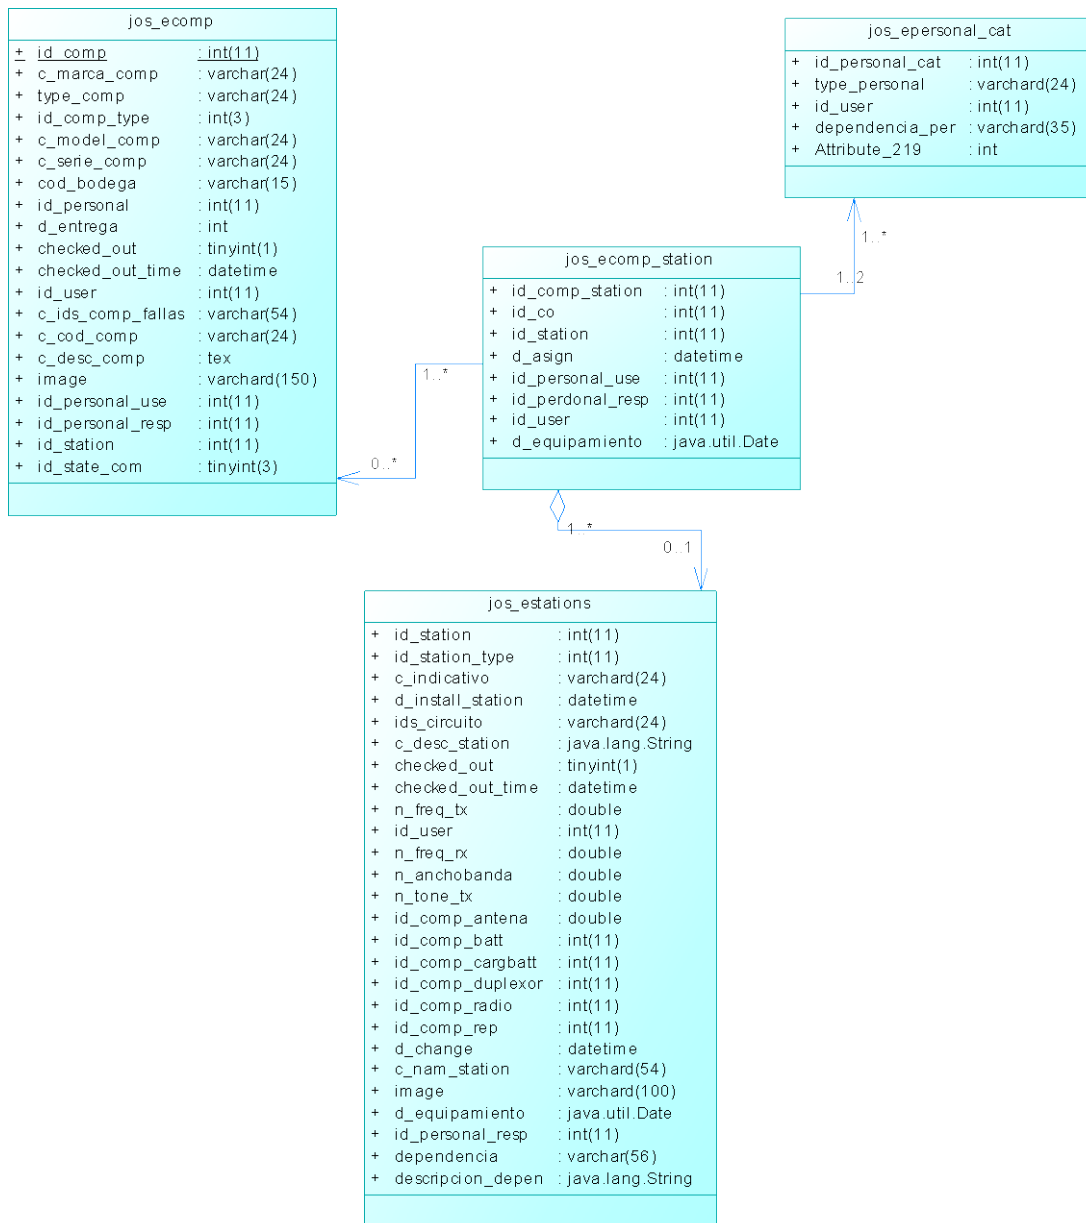 jos_ecomp
+ id_comp : int(11)
+ c_marca_comp : varchar(24)
+ type_comp : varchar(24)
+ id_comp_type : int(3)
+ c_model_comp : varchar(24)
+ c_serie_comp : varchar(24)
+ cod_bodega : varchar(15)
+ id_personal : int(11)
+ d_entrega : int
+ checked_out : tinyint(1)
+ checked_out_time : datetime
+ id_user : int(11)
+ c_ids_comp_fallas : varchar(54)
+ c_cod_comp : varchar(24)
+ c_desc_comp : tex
+ image : varchard(150)
+ id_personal_use : int(11)
+ id_personal_resp : int(11)
+ id_station : int(11)
+ id_state_com : tinyint(3)
jos_epersonal_cat
+ id_personal_cat : int(11)
+ type_personal : varchard(24)
+ id_user : int(11)
+ dependencia_per : varchard(35)
+ Attribute_219 : int
1..*
1..2
jos_ecomp_station
+ id_comp_station : int(11)
+ id_co : int(11)
+ id_station : int(11)
+ d_asign : datetime
+ id_personal_use : int(11)
+ id_perdonal_resp : int(11)
+ id_user : int(11)
+ d_equipamiento : java.util.Date
1..*
0..*
1..*
0..1
jos_estations
+ id_station : int(11)
+ id_station_type : int(11)
+ c_indicativo : varchard(24)
+ d_install_station : datetime
+ ids_circuito : varchard(24)
+ c_desc_station : java.lang.String
+ checked_out : tinyint(1)
+ checked_out_time : datetime
+ n_freq_tx : double
+ id_user : int(11)
+ n_freq_rx : double
+ n_anchobanda : double
+ n_tone_tx : double
+ id_comp_antena : double
+ id_comp_batt : int(11)
+ id_comp_cargbatt : int(11)
+ id_comp_duplexor : int(11)
+ id_comp_radio : int(11)
+ id_comp_rep : int(11)
+ d_change : datetime
+ c_nam_station : varchard(54)
+ image : varchard(100)
+ d_equipamiento : java.util.Date
+ id_personal_resp : int(11)
+ dependencia : varchar(56)
+ descripcion_depen : java.lang.String